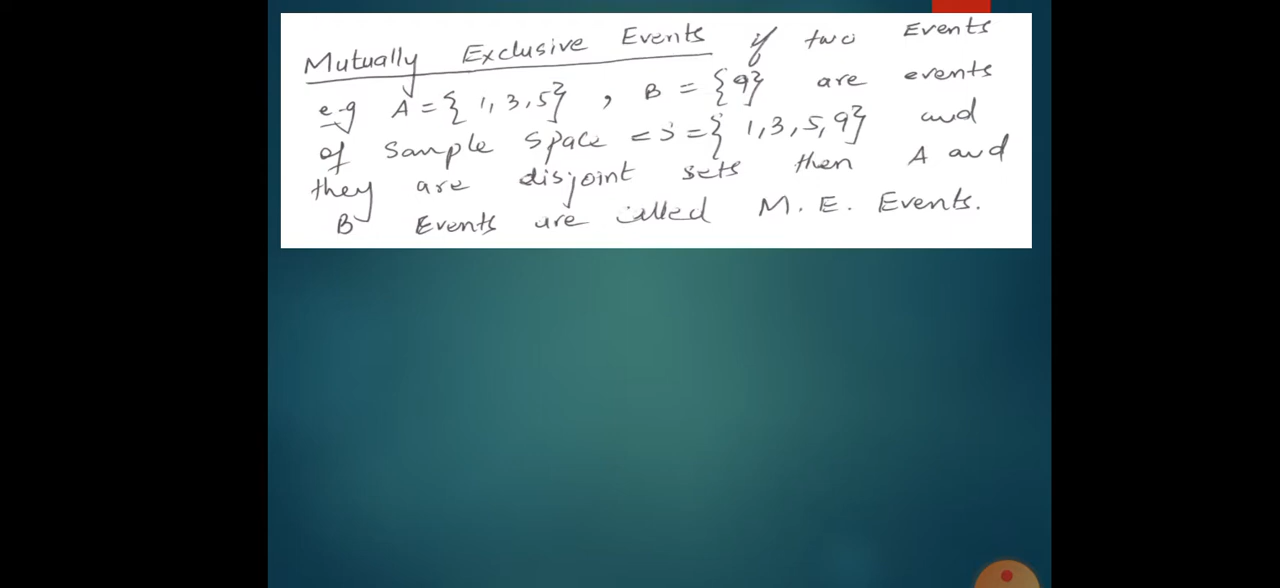 Mutually Exclusive Events if two Events
e.g A = { 1, 3, 5} , B = {9} are events
of sample space = S = { 1, 3, 5, 9} and
they are disjoint sets then A and
B Events are called M. E. Events.